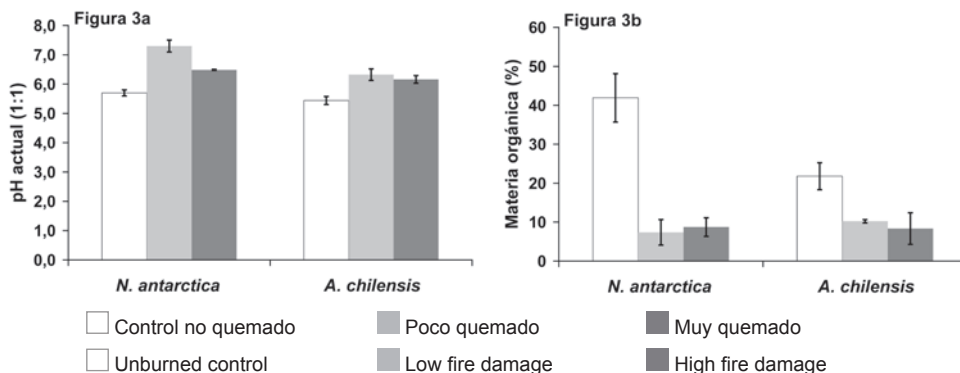 Figura 3a
8,0
7,0
6,0
5,0
4,0
3,0
2,0
1,0
0,0
pH actual (1:1)
N. antarctica
A. chilensis
Figura 3b
60
50
40
30
20
10
0
Materia orgánica (%)
N. antarctica
A. chilensis
Control no quemado
Poco quemado
Muy quemado
Unburned control
Low fire damage
High fire damage